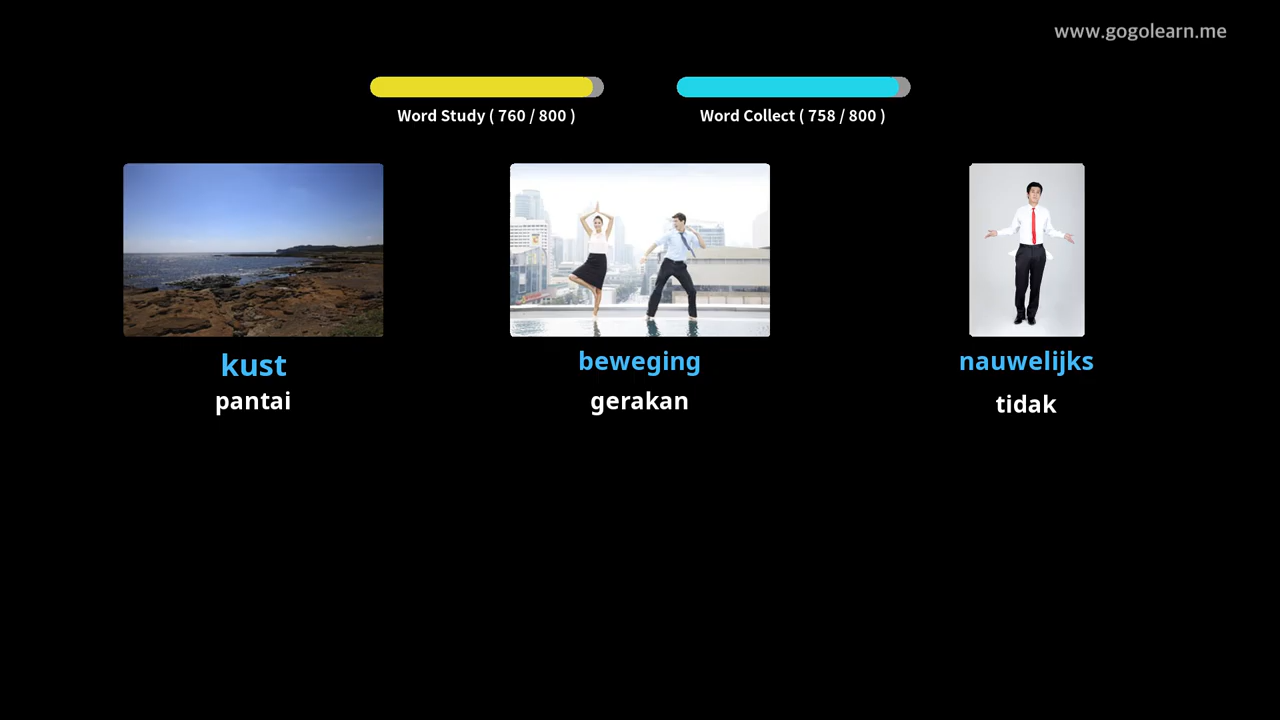 www.gogolearn.me
Word Study ( 760 / 800 )
Word Collect ( 758 / 800 )
kust
beweging
nauwelijks
pantai
gerakan
tidak